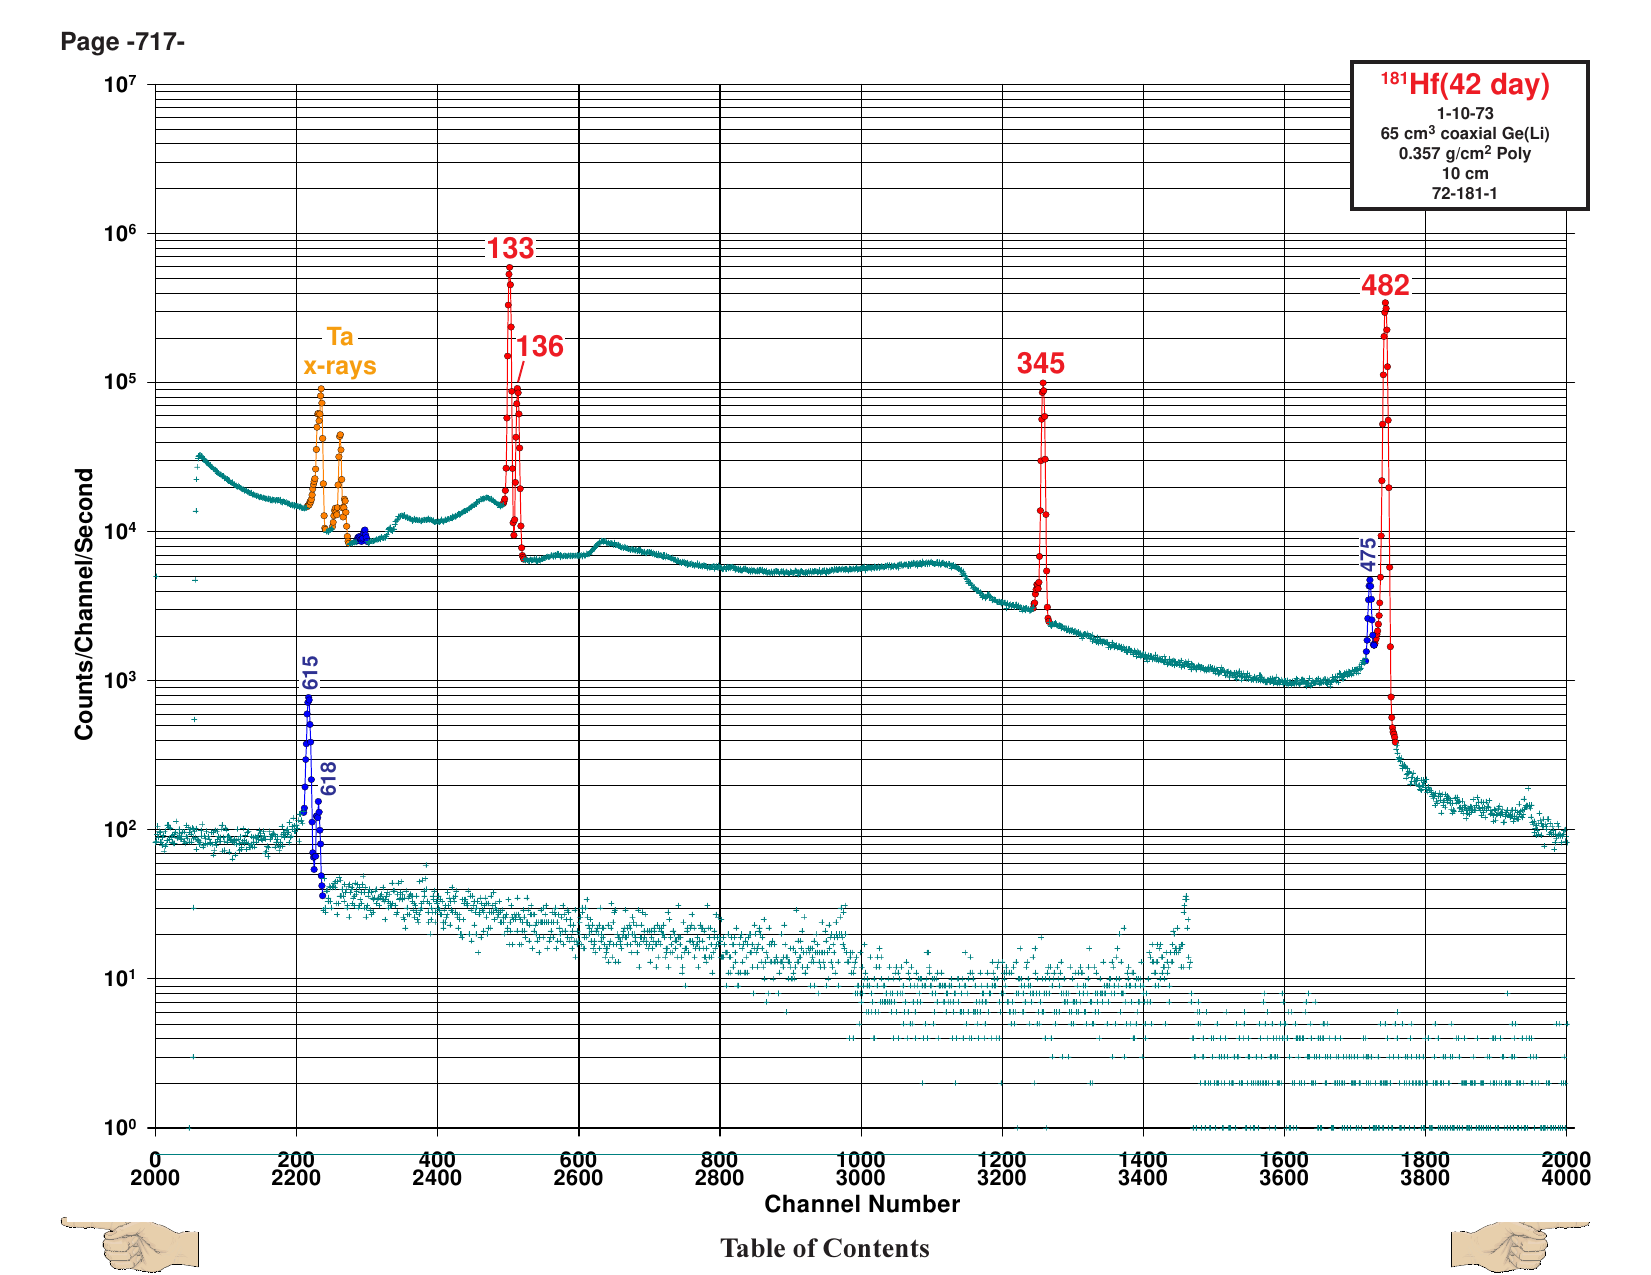 Page -717-
¹⁸¹Hf(42 day)
1-10-73
65 cm³ coaxial Ge(Li)
0.357 g/cm² Poly
10 cm
72-181-1
10⁷
10⁶
10⁵
10⁴
10³
10²
10¹
10⁰
Counts/Channel/Second
133
136
Ta
x-rays
345
482
475
615
618
0 200 400 600 800 1000 1200 1400 1600 1800 2000
2000 2200 2400 2600 2800 3000 3200 3400 3600 3800 4000
Channel Number
Table of Contents